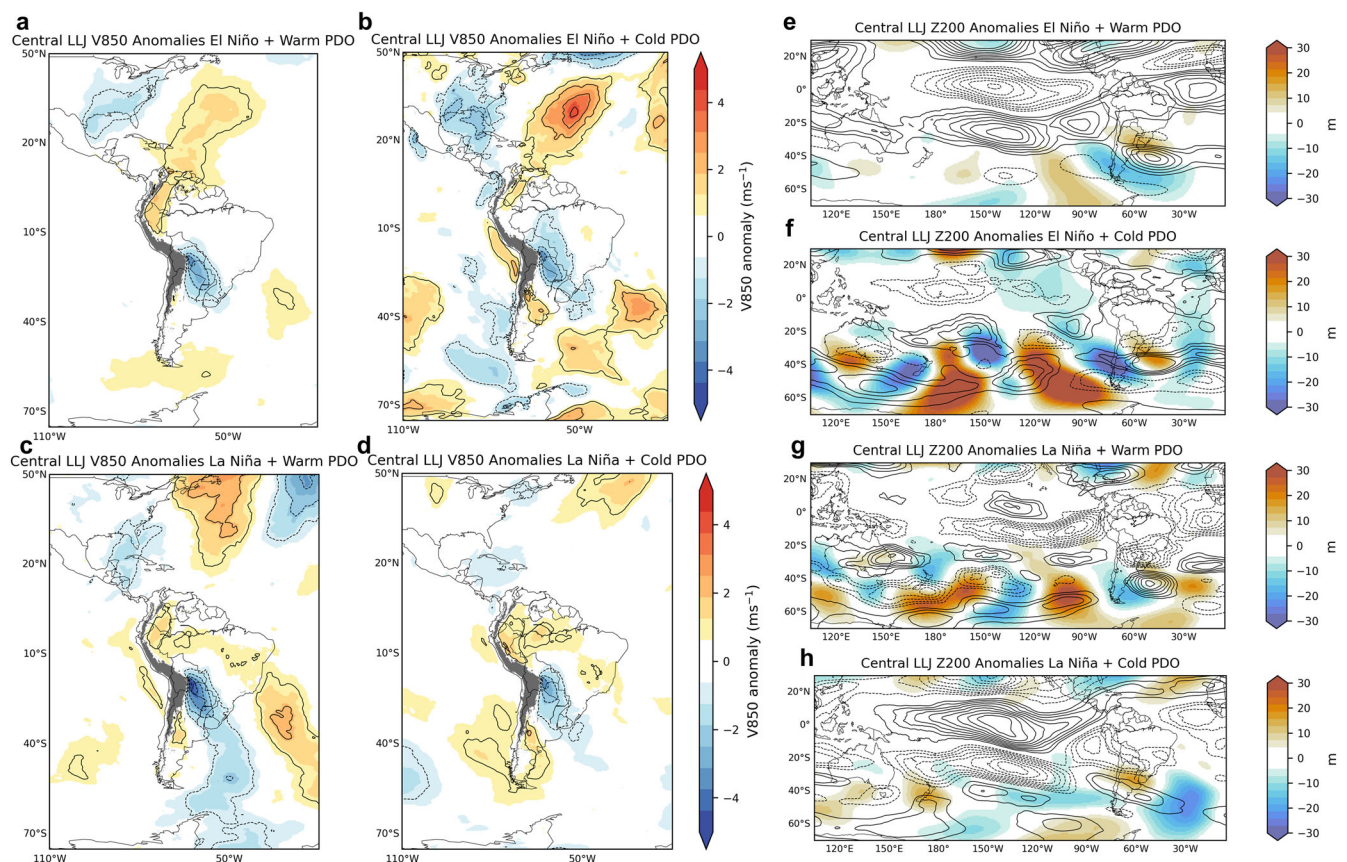 a
Central LLJ V850 Anomalies El Niño + Warm PDO
50°N
20°N
10°S
40°S
70°S
110°W
50°W
b
Central LLJ V850 Anomalies El Niño + Cold PDO
50°N
20°N
10°S
40°S
70°S
110°W
50°W
4
2
0
−2
−4
V850 anomaly (ms⁻¹)
c
Central LLJ V850 Anomalies La Niña + Warm PDO
50°N
20°N
10°S
40°S
70°S
110°W
50°W
d
Central LLJ V850 Anomalies La Niña + Cold PDO
50°N
20°N
10°S
40°S
70°S
110°W
50°W
4
2
0
−2
−4
V850 anomaly (ms⁻¹)
e
Central LLJ Z200 Anomalies El Niño + Warm PDO
20°N
0°
20°S
40°S
60°S
120°E
150°E
180°
150°W
120°W
90°W
60°W
30°W
30
20
10
0
−10
−20
−30
m
f
Central LLJ Z200 Anomalies El Niño + Cold PDO
20°N
0°
20°S
40°S
60°S
120°E
150°E
180°
150°W
120°W
90°W
60°W
30°W
30
20
10
0
−10
−20
−30
m
g
Central LLJ Z200 Anomalies La Niña + Warm PDO
20°N
0°
20°S
40°S
60°S
120°E
150°E
180°
150°W
120°W
90°W
60°W
30°W
30
20
10
0
−10
−20
−30
m
h
Central LLJ Z200 Anomalies La Niña + Cold PDO
20°N
0°
20°S
40°S
60°S
120°E
150°E
180°
150°W
120°W
90°W
60°W
30°W
30
20
10
0
−10
−20
−30
m